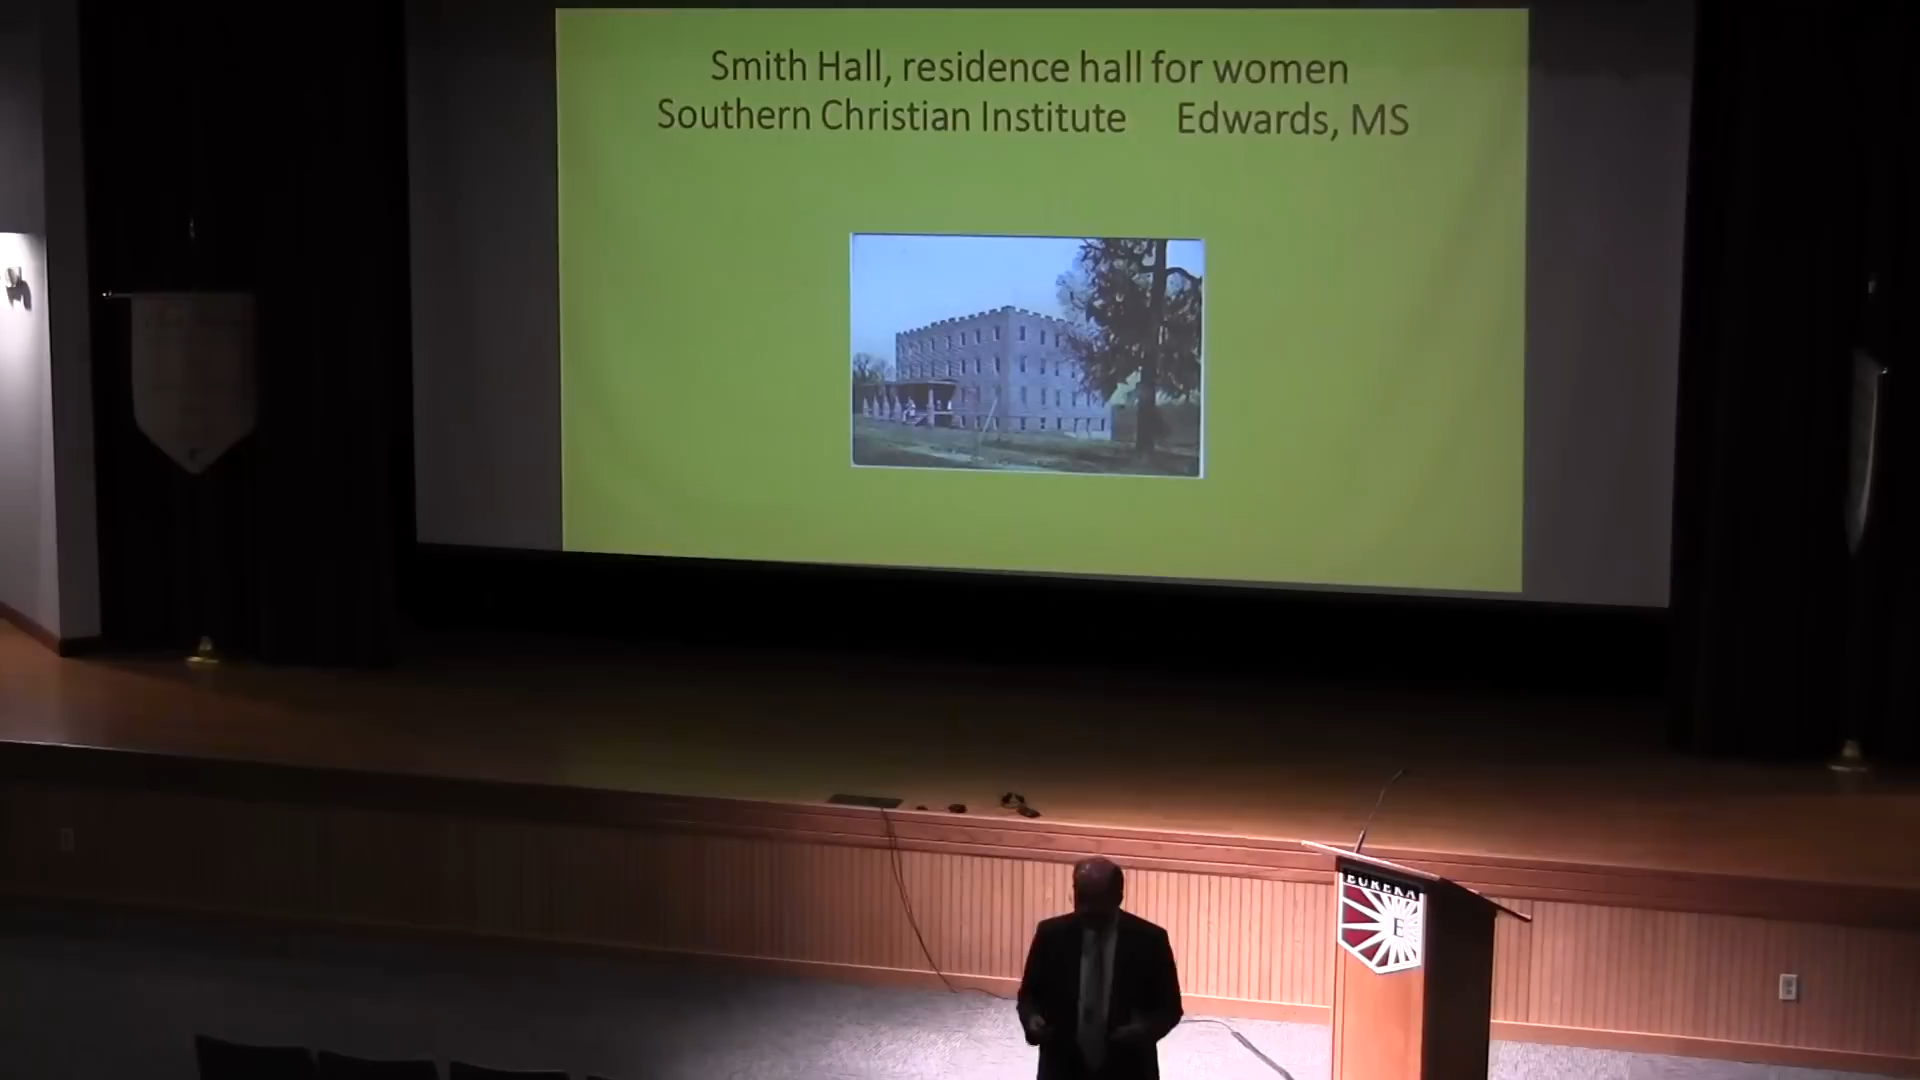 Smith Hall, residence hall for women
Southern Christian Institute Edwards, MS
EUREKA
E